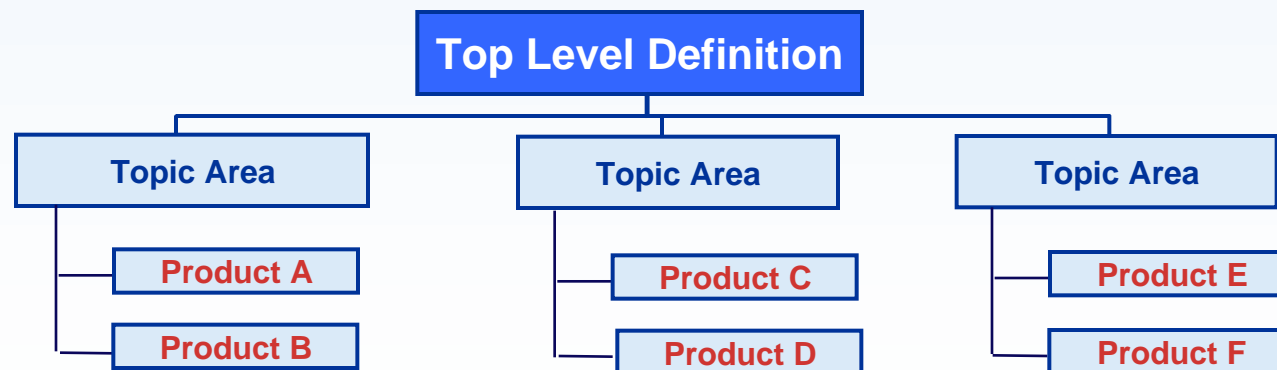 Top Level Definition
Topic Area
Topic Area
Topic Area
Product A
Product C
Product E
Product B
Product D
Product F